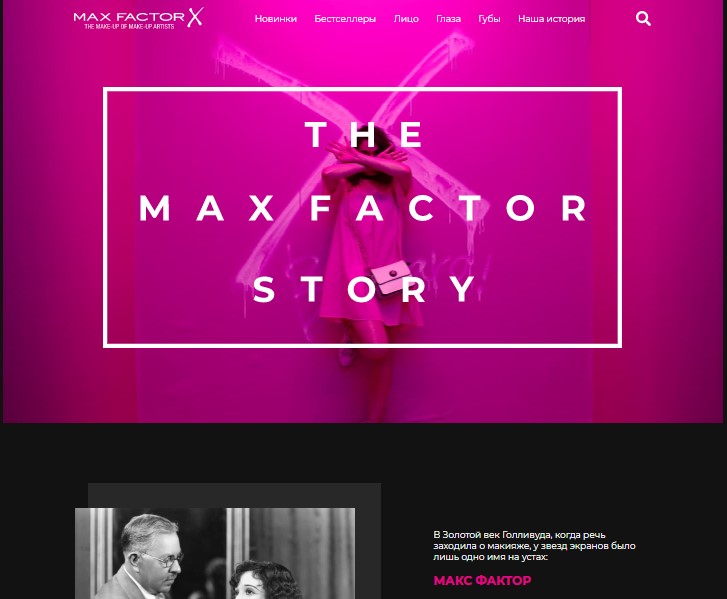 MAX FACTOR X
THE MAKE-UP OF MAKE-UP ARTISTS
Новинки Бестселлеры Лицо Глаза Губы Наша история
THE
MAX FACTOR
STORY
В Золотой век Голливуда, когда речь
заходила о макияже, у звезд экранов было
лишь одно имя на устах:
МАКС ФАКТОР